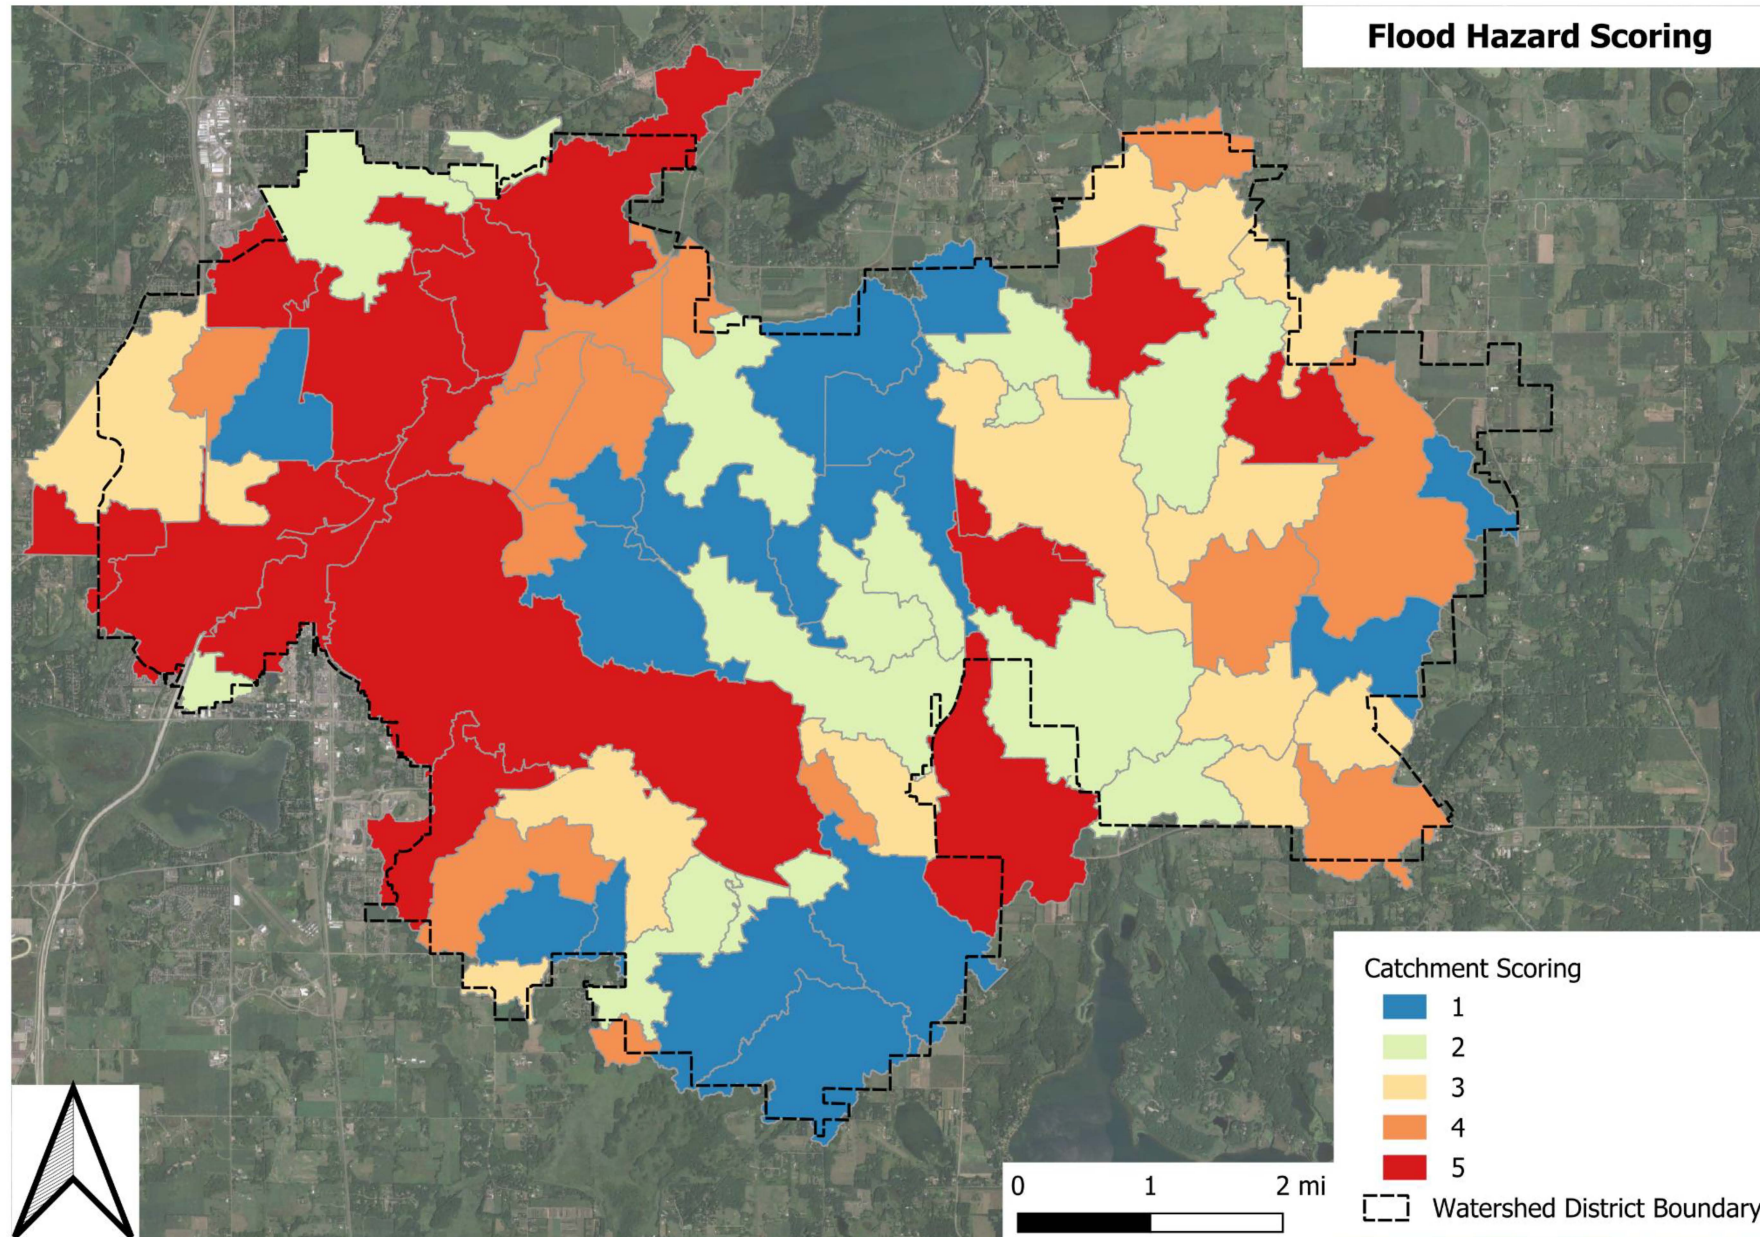 Flood Hazard Scoring
Catchment Scoring
1
2
3
4
5
Watershed District Boundary
0 1 2 mi